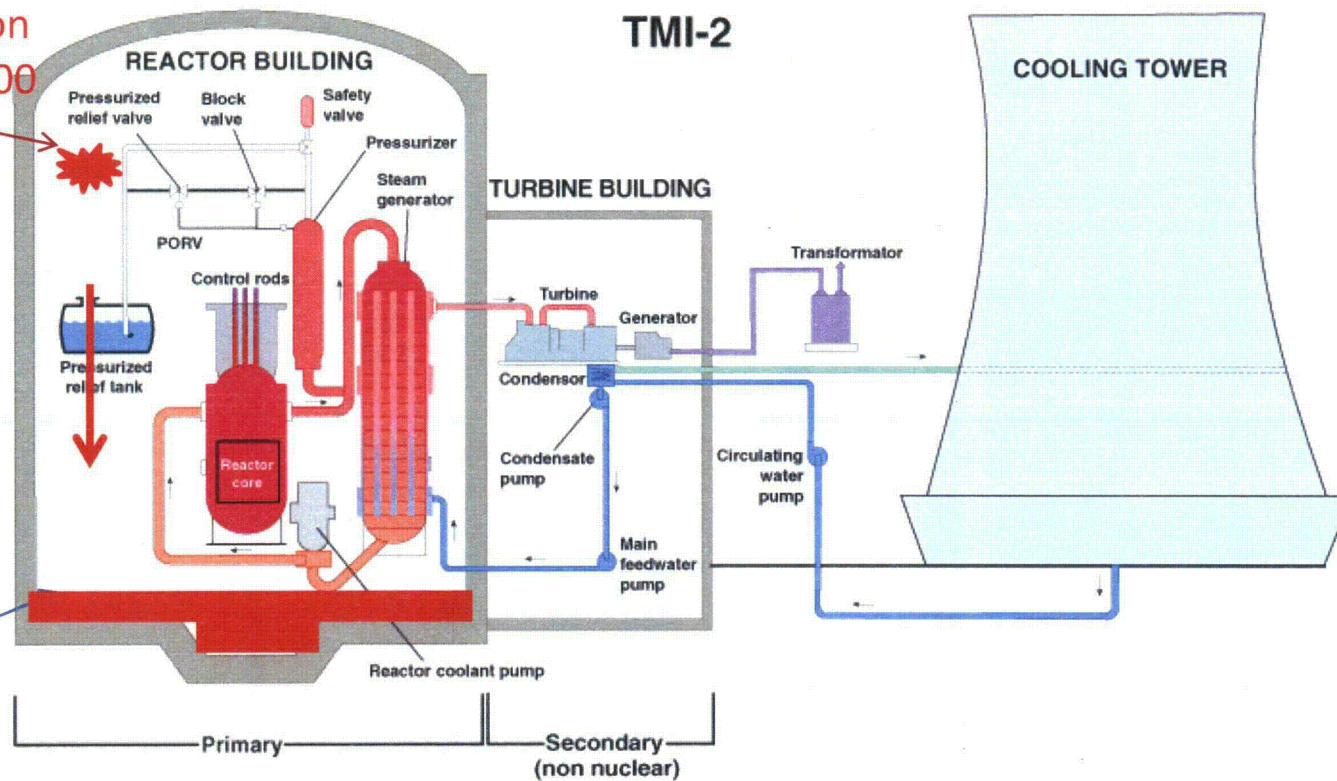 TMI-2
on
00
REACTOR BUILDING
COOLING TOWER
Pressurized
relief valve
Block
valve
Safety
valve
Pressurizer
Steam
generator
TURBINE BUILDING
PORV
Control rods
Transformator
Turbine
Generator
Pressurized
relief tank
Condensor
Reactor
core
Condensate
pump
Circulating
water
pump
Main
feedwater
pump
Reactor coolant pump
Primary
Secondary
(non nuclear)